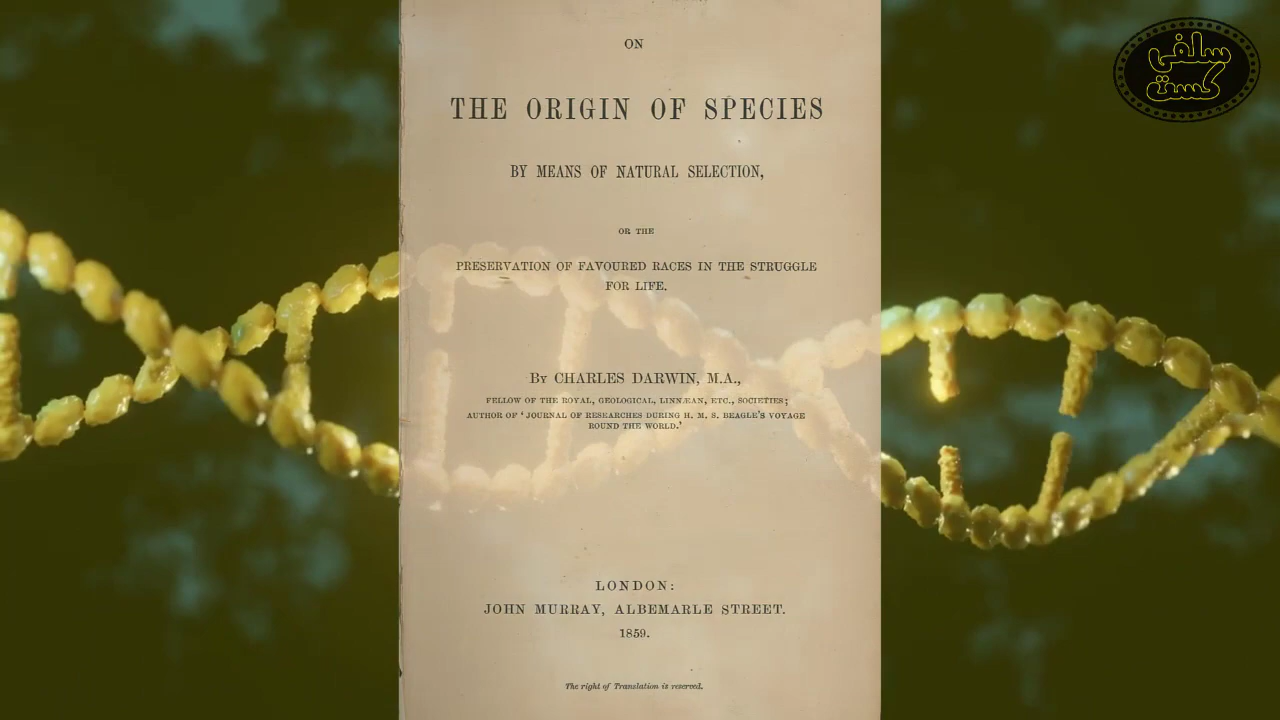 ON
THE ORIGIN OF SPECIES
BY MEANS OF NATURAL SELECTION,
OR THE
PRESERVATION OF FAVOURED RACES IN THE STRUGGLE
FOR LIFE.
BY CHARLES DARWIN, M.A.,
FELLOW OF THE ROYAL, GEOLOGICAL, LINNÆAN, ETC., SOCIETIES;
AUTHOR OF 'JOURNAL OF RESEARCHES DURING H. M. S. BEAGLE'S VOYAGE
ROUND THE WORLD.'
LONDON:
JOHN MURRAY, ALBEMARLE STREET.
1859.
The right of Translation is reserved.
سلفی
کست